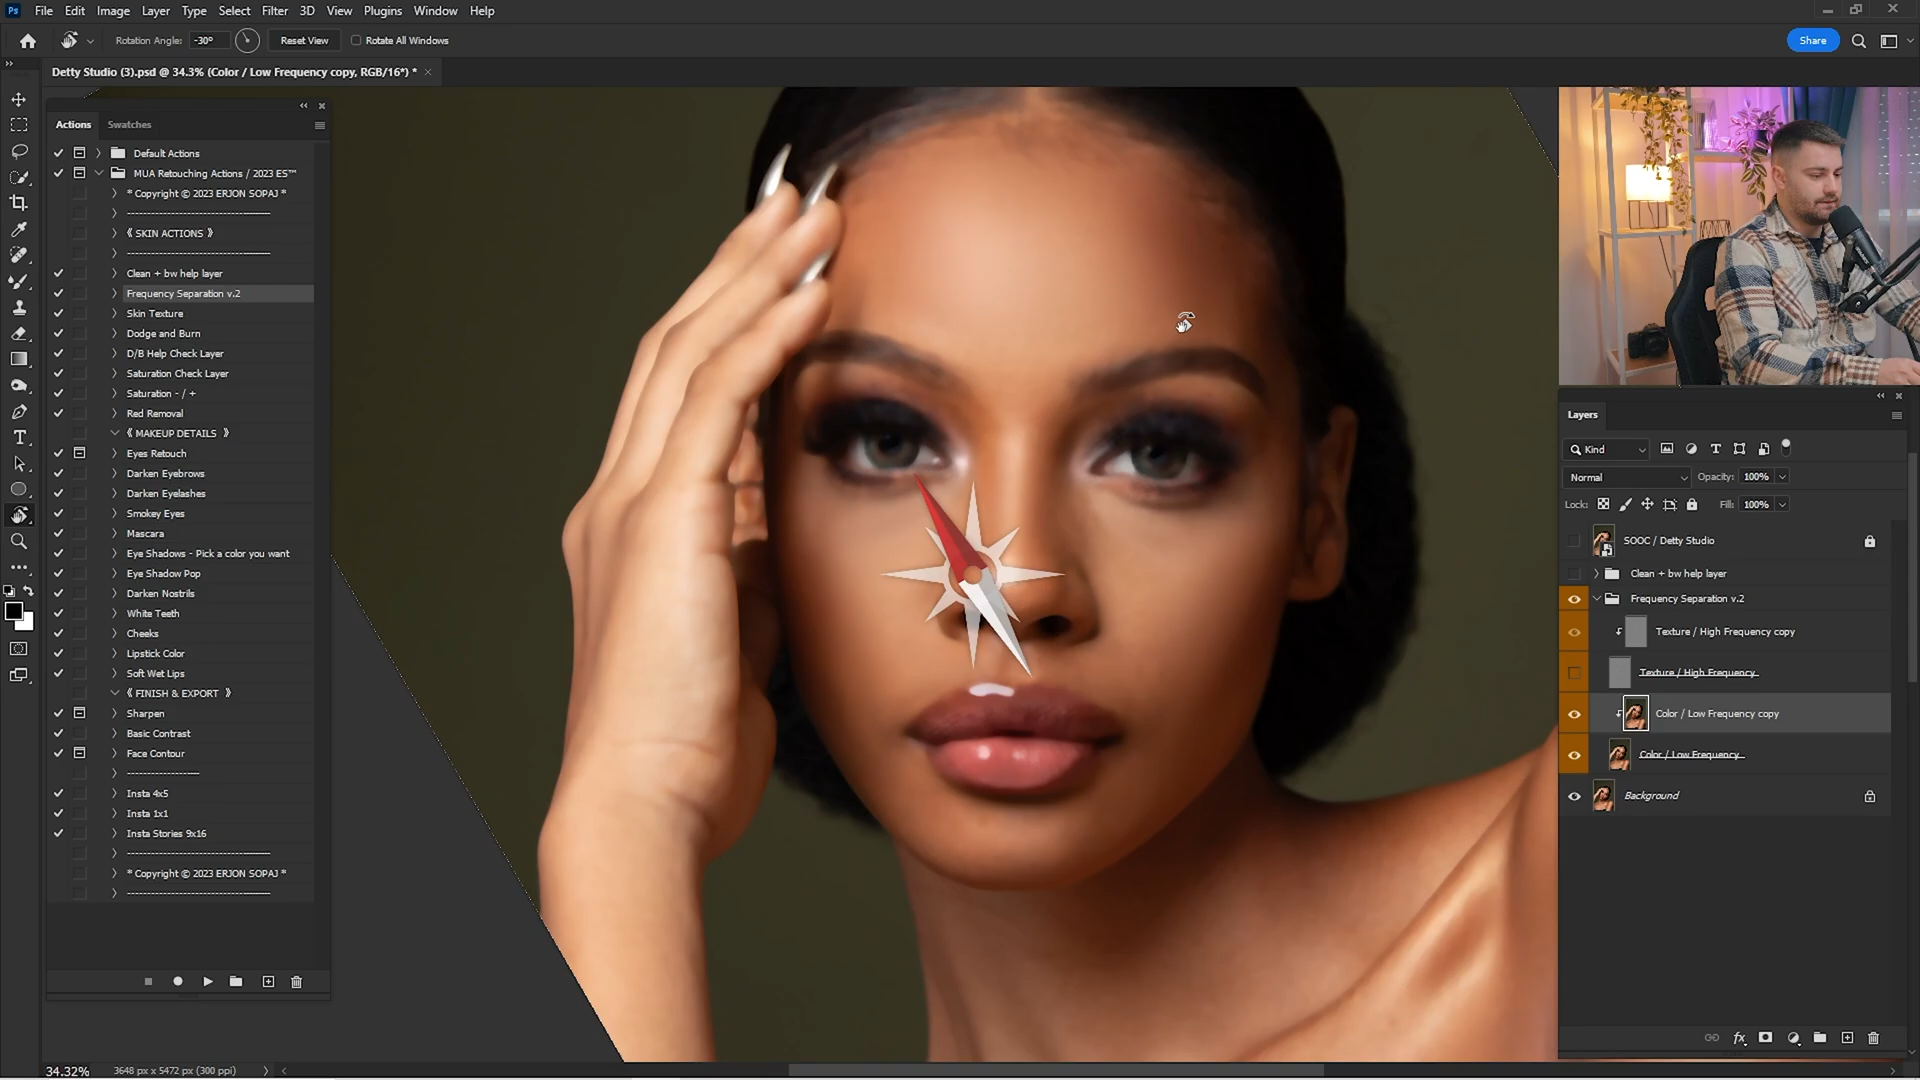 Ps File Edit Image Layer Type Select Filter 3D View Plugins Window Help
Rotation Angle: -30° Reset View Rotate All Windows Share
Detty Studio (3).psd @ 34.3% (Color / Low Frequency copy, RGB/16*) *
Actions Swatches
Default Actions
MUA Retouching Actions / 2023 ES™
* Copyright © 2023 ERJON SOPAJ *
------------------------------------
《 SKIN ACTIONS 》
------------------------------------
Clean + bw help layer
Frequency Separation v.2
Skin Texture
Dodge and Burn
D/B Help Check Layer
Saturation Check Layer
Saturation - / +
Red Removal
《 MAKEUP DETAILS 》
Eyes Retouch
Darken Eyebrows
Darken Eyelashes
Smokey Eyes
Mascara
Eye Shadows - Pick a color you want
Eye Shadow Pop
Darken Nostrils
White Teeth
Cheeks
Lipstick Color
Soft Wet Lips
《 FINISH & EXPORT 》
Sharpen
Basic Contrast
Face Contour
------------------
Insta 4x5
Insta 1x1
Insta Stories 9x16
------------------------------------
* Copyright © 2023 ERJON SOPAJ *
------------------------------------
Layers
Kind
Normal Opacity: 100%
Lock: Fill: 100%
SOOC / Detty Studio
Clean + bw help layer
Frequency Separation v.2
Texture / High Frequency copy
Texture / High Frequency
Color / Low Frequency copy
Color / Low Frequency
Background
fx
34.32% 3648 px x 5472 px (300 ppi)